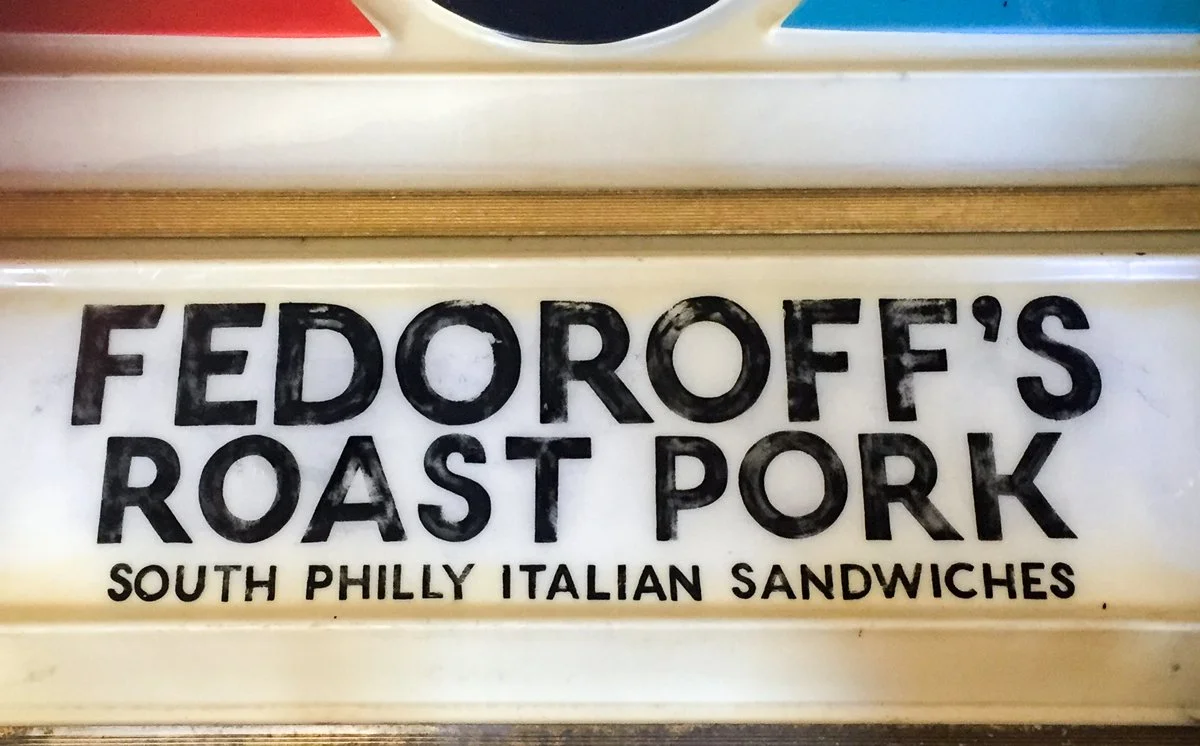 FEDOROFF'S
ROAST PORK
SOUTH PHILLY ITALIAN SANDWICHES